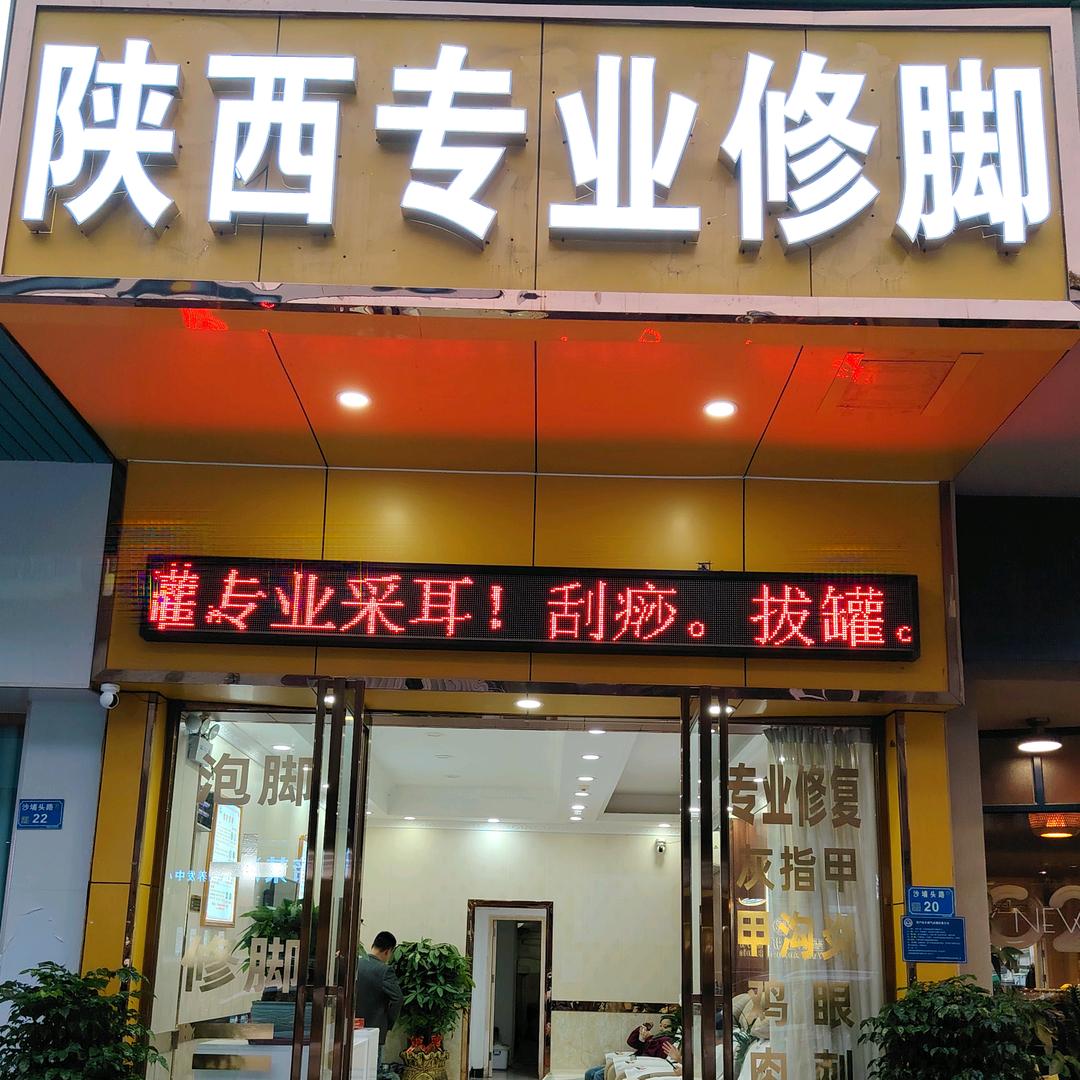 陕西专业修脚
罐 专业采耳！刮痧。拔罐。
泡脚
修脚
专业修复
灰指甲
甲沟炎
鸡眼
肉刺
沙埔头路
22
沙埔头路
20
NEW